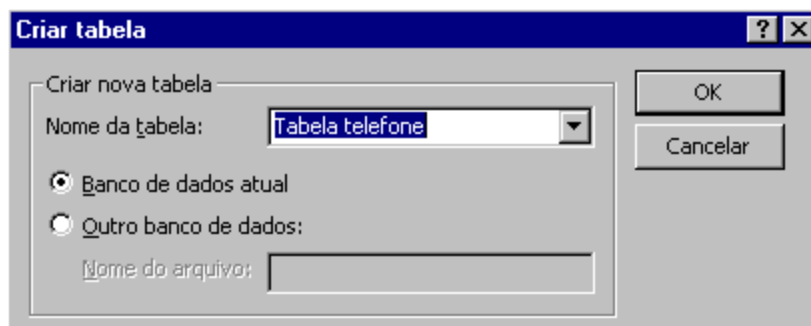 Criar tabela
Criar nova tabela
Nome da tabela: Tabela telefone
Banco de dados atual
Outro banco de dados:
Nome do arquivo:
OK
Cancelar